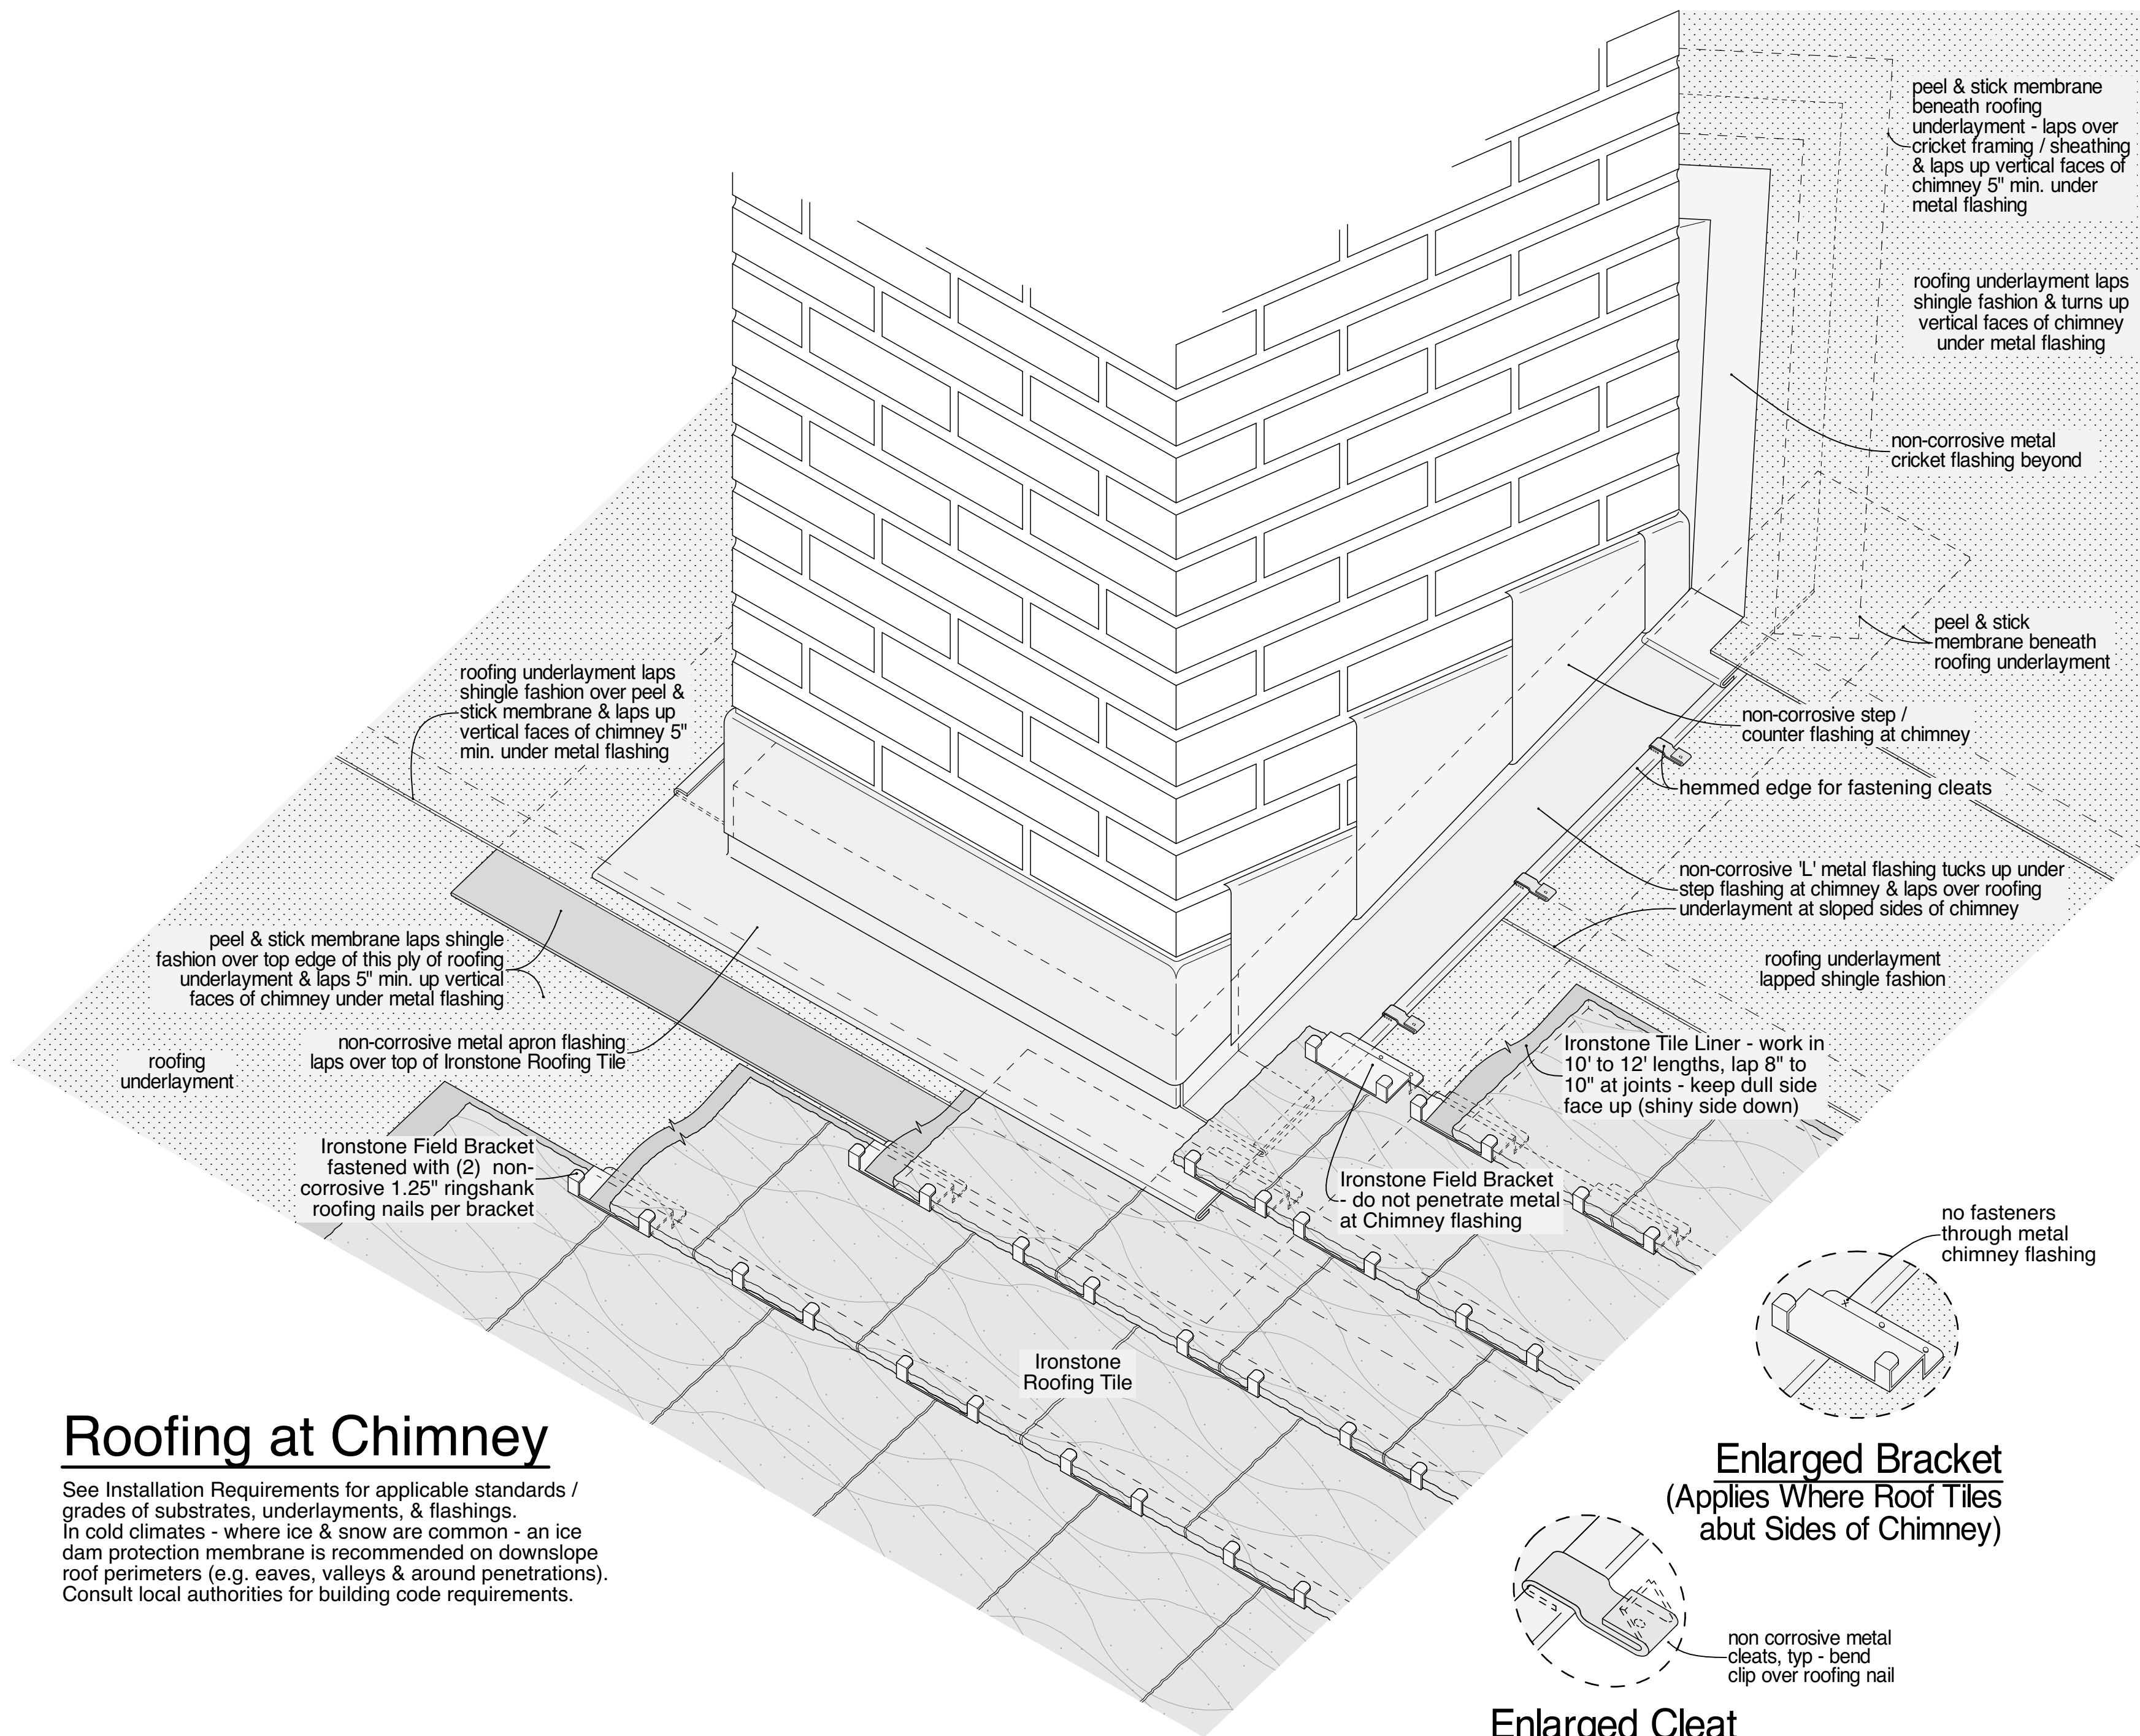 peel & stick membrane
beneath roofing
underlayment - laps over
cricket framing / sheathing
& laps up vertical faces of
chimney 5" min. under
metal flashing
roofing underlayment laps
shingle fashion & turns up
vertical faces of chimney
under metal flashing
non-corrosive metal
cricket flashing beyond
peel & stick
membrane beneath
roofing underlayment
roofing underlayment laps
shingle fashion over peel &
stick membrane & laps up
vertical faces of chimney 5"
min. under metal flashing
non-corrosive step /
counter flashing at chimney
hemmed edge for fastening cleats
non-corrosive 'L' metal flashing tucks up under
step flashing at chimney & laps over roofing
underlayment at sloped sides of chimney
peel & stick membrane laps shingle
fashion over top edge of this ply of roofing
underlayment & laps 5" min. up vertical
faces of chimney under metal flashing
roofing underlayment
lapped shingle fashion
non-corrosive metal apron flashing
laps over top of Ironstone Roofing Tile
roofing
underlayment
Ironstone Tile Liner - work in
10' to 12' lengths, lap 8" to
10" at joints - keep dull side
face up (shiny side down)
Ironstone Field Bracket
fastened with (2) non-
corrosive 1.25" ringshank
roofing nails per bracket
Ironstone Field Bracket
- do not penetrate metal
at Chimney flashing
no fasteners
through metal
chimney flashing
Ironstone
Roofing Tile
Roofing at Chimney
See Installation Requirements for applicable standards /
grades of substrates, underlayments, & flashings.
In cold climates - where ice & snow are common - an ice
dam protection membrane is recommended on downslope
roof perimeters (e.g. eaves, valleys & around penetrations).
Consult local authorities for building code requirements.
Enlarged Bracket
(Applies Where Roof Tiles
abut Sides of Chimney)
non corrosive metal
cleats, typ - bend
clip over roofing nail
Enlarged Cleat